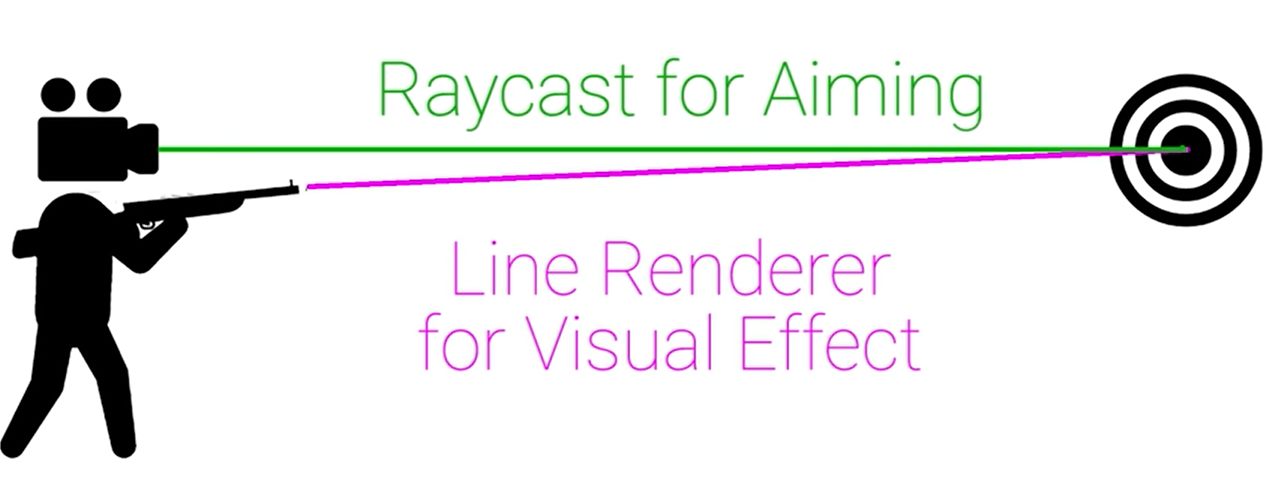 Raycast for Aiming
Line Renderer
for Visual Effect